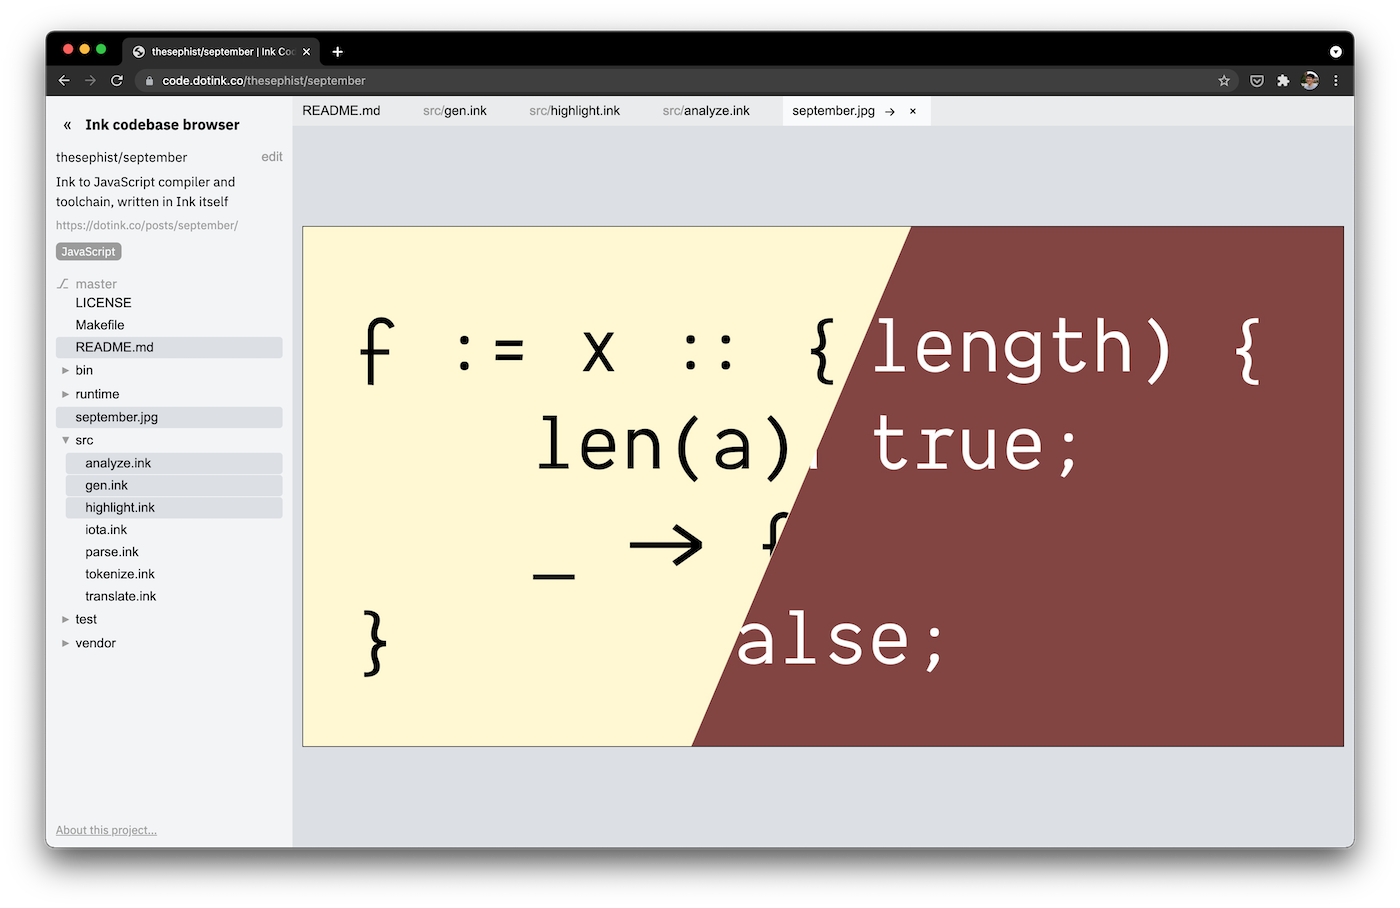 thesephist/september | Ink Co
code.dotink.co/thesephist/september
« Ink codebase browser
thesephist/september edit
Ink to JavaScript compiler and
toolchain, written in Ink itself
https://dotink.co/posts/september/
JavaScript
master
LICENSE
Makefile
README.md
bin
runtime
september.jpg
src
analyze.ink
gen.ink
highlight.ink
iota.ink
parse.ink
tokenize.ink
translate.ink
test
vendor
About this project...
README.md src/gen.ink src/highlight.ink src/analyze.ink september.jpg → ×
f := x :: { length) {
len(a) true;
_ → f
} alse;